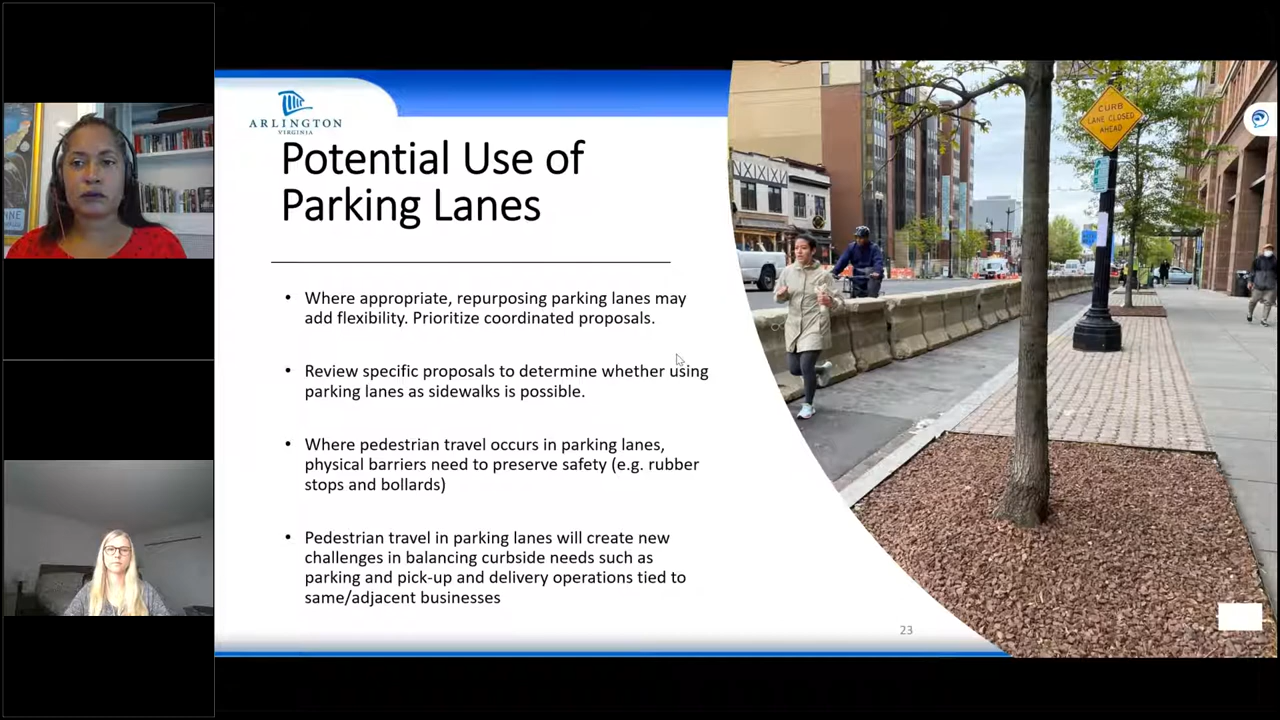 ARLINGTON
VIRGINIA
Potential Use of
Parking Lanes
• Where appropriate, repurposing parking lanes may
add flexibility. Prioritize coordinated proposals.
• Review specific proposals to determine whether using
parking lanes as sidewalks is possible.
• Where pedestrian travel occurs in parking lanes,
physical barriers need to preserve safety (e.g. rubber
stops and bollards)
• Pedestrian travel in parking lanes will create new
challenges in balancing curbside needs such as
parking and pick-up and delivery operations tied to
same/adjacent businesses
23
CURB
LANE CLOSED
AHEAD